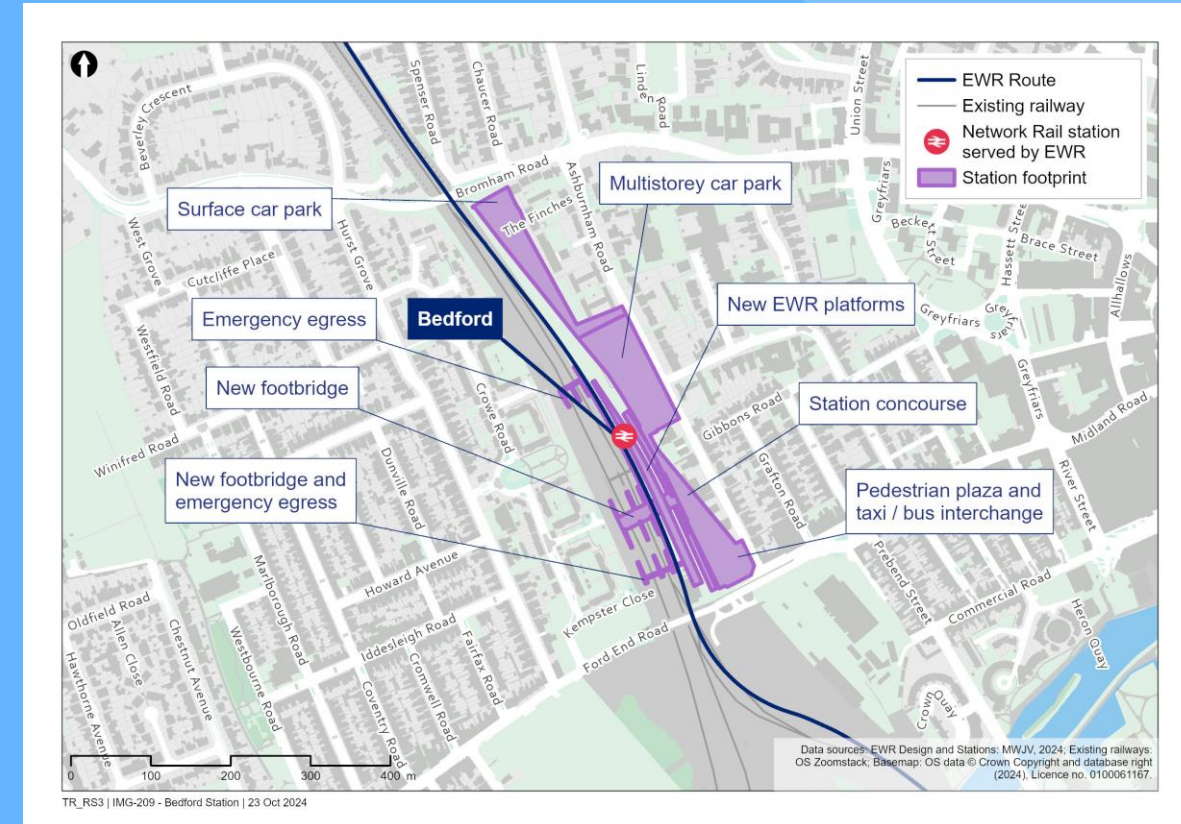 EWR Route
Existing railway
Network Rail station
served by EWR
Station footprint
Surface car park
Multistorey car park
Emergency egress
Bedford
New EWR platforms
New footbridge
Station concourse
New footbridge and
emergency egress
Pedestrian plaza and
taxi / bus interchange
Beverley Crescent
Spenser Road
Chaucer Road
Linden Road
Union Street
Bromham Road
The Finches
Ashburnham Road
Greyfriars
Beckett Street
Hassett Street
Brace Street
Allhallows
West Grove
Hurst Grove
Cutcliffe Place
Greyfriars
Greyfriars
Greyfriars
Westfield Road
Crowe Road
Gibbons Road
Midland Road
Winifred Road
Dunville Road
Grafton Road
River Street
Prebend Street
Marlborough Road
Howard Avenue
Kempster Close
Commercial Road
Oldfield Road
Allen Close
Chestnut Avenue
Westbourne Road
Iddesleigh Road
Fairfax Road
Ford End Road
Heron Quay
Hawthorne Avenue
Coventry Road
Cromwell Road
Crown Quay
0 100 200 300 400 m
Data sources: EWR Design and Stations: MWJV, 2024; Existing railways:
OS Zoomstack; Basemap: OS data © Crown Copyright and database right
(2024), Licence no. 0100061167.
TR_RS3 | IMG-209 - Bedford Station | 23 Oct 2024